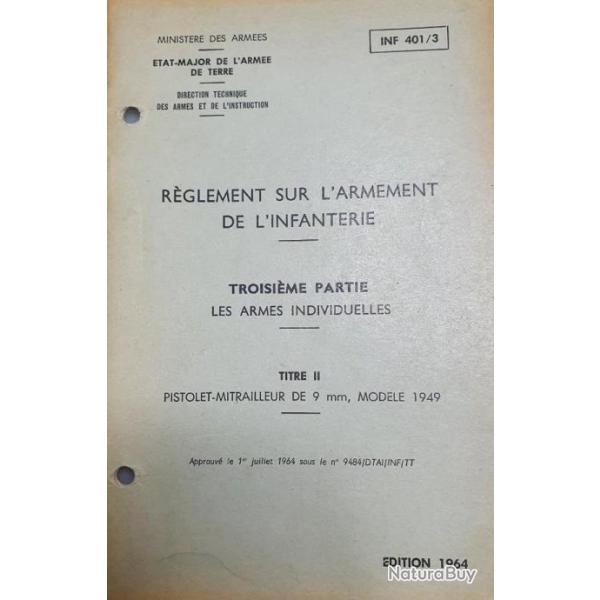 MINISTERE DES ARMEES
INF 401/3
ETAT-MAJOR DE L'ARMEE
DE TERRE
DIRECTION TECHNIQUE
DES ARMES ET DE L'INSTRUCTION
RÈGLEMENT SUR L'ARMEMENT
DE L'INFANTERIE
TROISIÈME PARTIE
LES ARMES INDIVIDUELLES
TITRE II
PISTOLET-MITRAILLEUR DE 9 mm, MODELE 1949
Approuvé le 1er juillet 1964 sous le n° 9484/DTAI/INF/TT
EDITION 1964
NaturaBuy